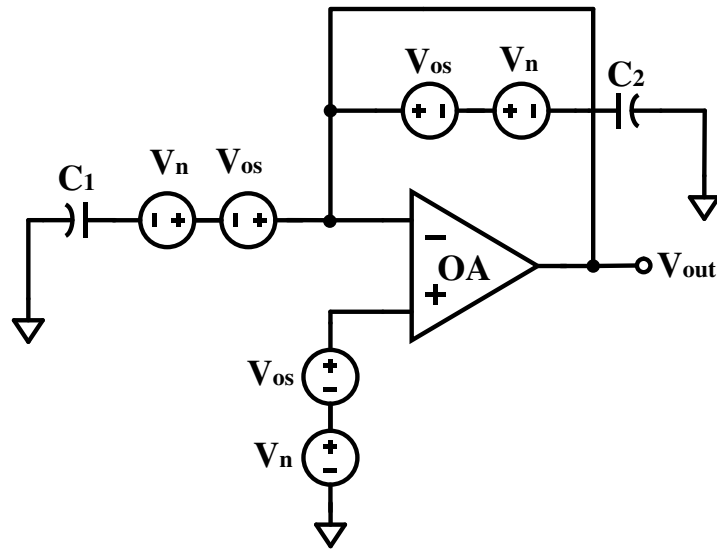 Vos Vn C2
C1 Vn Vos
− OA Vout
+
Vos + −
Vn + −
+ − + −
− + − +